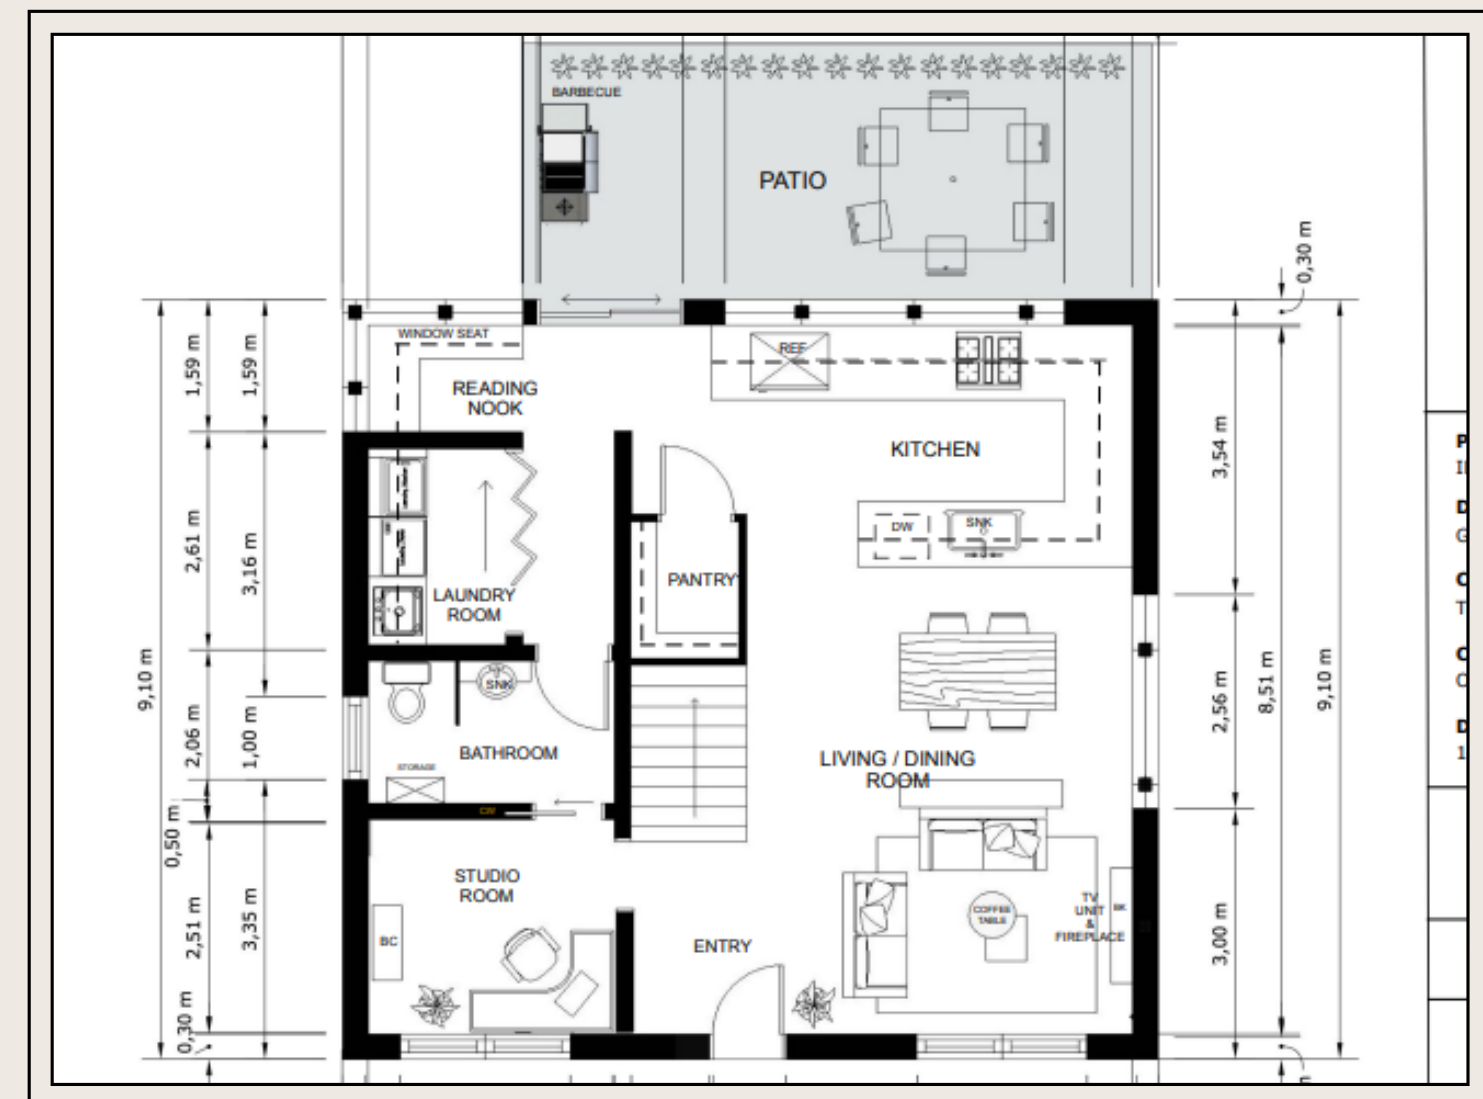 BARBECUE
PATIO
0,30 m
WINDOW SEAT
REF
READING
NOOK
KITCHEN
1,59 m
1,59 m
3,54 m
DW
SNK
2,61 m
3,16 m
PANTRY
LAUNDRY
ROOM
9,10 m
SNK
2,06 m
1,00 m
BATHROOM
STORAGE
CW
LIVING / DINING
ROOM
2,56 m
8,51 m
9,10 m
0,50 m
STUDIO
ROOM
2,51 m
3,35 m
BC
ENTRY
COFFEE
TABLE
TV
UNIT
&
FIREPLACE
BK
3,00 m
0,30 m
P
D
G
C
T
C
D
1